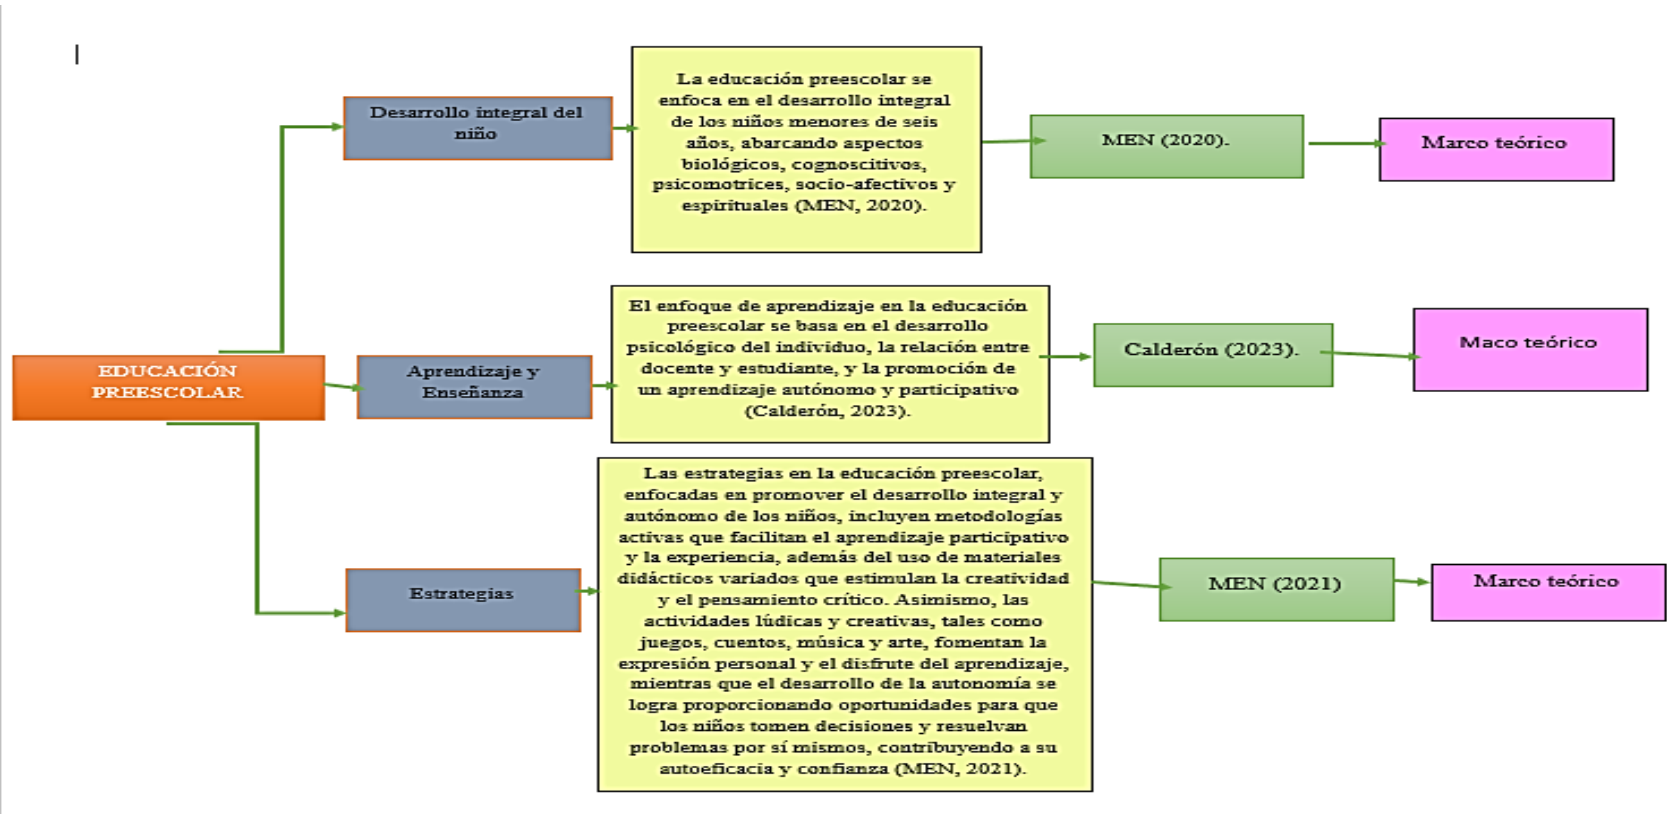 Desarrollo integral del
niño
La educación preescolar se
enfoca en el desarrollo integral
de los niños menores de seis
años, abarcando aspectos
biológicos, cognoscitivos,
psicomotrices, socio-afectivos y
espirituales (MEN, 2020).
MEN (2020).
Marco teórico
EDUCACIÓN
PREESCOLAR
Aprendizaje y
Enseñanza
El enfoque de aprendizaje en la educación
preescolar se basa en el desarrollo
psicológico del individuo, la relación entre
docente y estudiante, y la promoción de
un aprendizaje autónomo y participativo
(Calderón, 2023).
Calderón (2023).
Maco teórico
Estrategias
Las estrategias en la educación preescolar,
enfocadas en promover el desarrollo integral y
autónomo de los niños, incluyen metodologías
activas que facilitan el aprendizaje participativo
y la experiencia, además del uso de materiales
didácticos variados que estimulan la creatividad
y el pensamiento crítico. Asimismo, las
actividades lúdicas y creativas, tales como
juegos, cuentos, música y arte, fomentan la
expresión personal y el disfrute del aprendizaje,
mientras que el desarrollo de la autonomía se
logra proporcionando oportunidades para que
los niños tomen decisiones y resuelvan
problemas por sí mismos, contribuyendo a su
autoeficacia y confianza (MEN, 2021).
MEN (2021)
Marco teórico